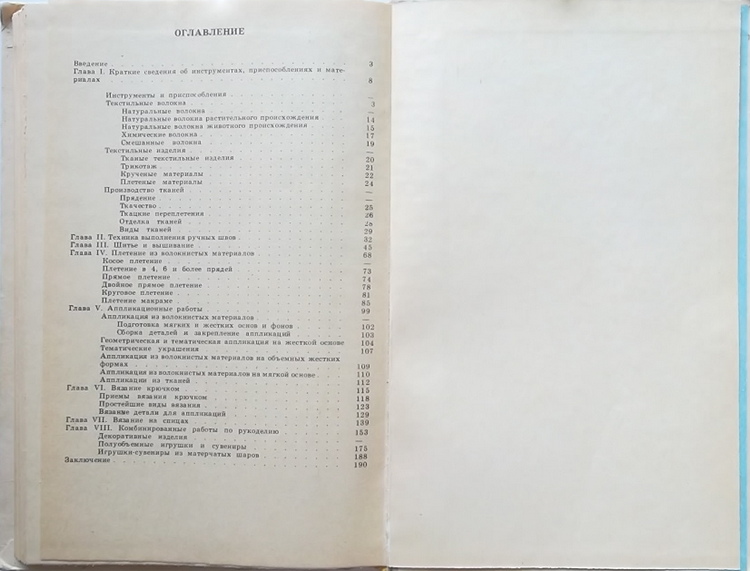 ОГЛАВЛЕНИЕ
Введение 3
Глава I. Краткие сведения об инструментах, приспособлениях и мате-
риалах 8
Инструменты и приспособления —
Текстильные волокна 3
Натуральные волокна —
Натуральные волокна растительного происхождения 14
Натуральные волокна животного происхождения 15
Химические волокна 17
Смешанные волокна 19
Текстильные изделия —
Тканые текстильные изделия 20
Трикотаж 21
Крученые материалы 22
Плетеные материалы 24
Производство тканей —
Прядение —
Ткачество 25
Ткацкие переплетения 26
Отделка тканей 28
Виды тканей 29
Глава II. Техника выполнения ручных швов 32
Глава III. Шитье и вышивание 45
Глава IV. Плетение из волокнистых материалов 68
Косое плетение —
Плетение в 4, 6 и более прядей 73
Прямое плетение 74
Двойное прямое плетение 78
Круговое плетение 81
Плетение макраме 85
Глава V. Аппликационные работы 99
Аппликация из волокнистых материалов —
Подготовка мягких и жестких основ и фонов 102
Сборка деталей и закрепление аппликаций 103
Геометрическая и тематическая аппликация на жесткой основе 104
Тематические украшения 107
Аппликация из волокнистых материалов на объемных жестких
формах 109
Аппликация из волокнистых материалов на мягкой основе 110
Аппликации из тканей 112
Глава VI. Вязание крючком 115
Приемы вязания крючком 118
Простейшие виды вязания 123
Вязание детали для аппликаций 129
Глава VII. Вязание на спицах 139
Глава VIII. Комбинированные работы по рукоделию 153
Декоративные изделия —
Полуобъемные игрушки и сувениры 175
Игрушки-сувениры из матерчатых шаров 188
Заключение 190